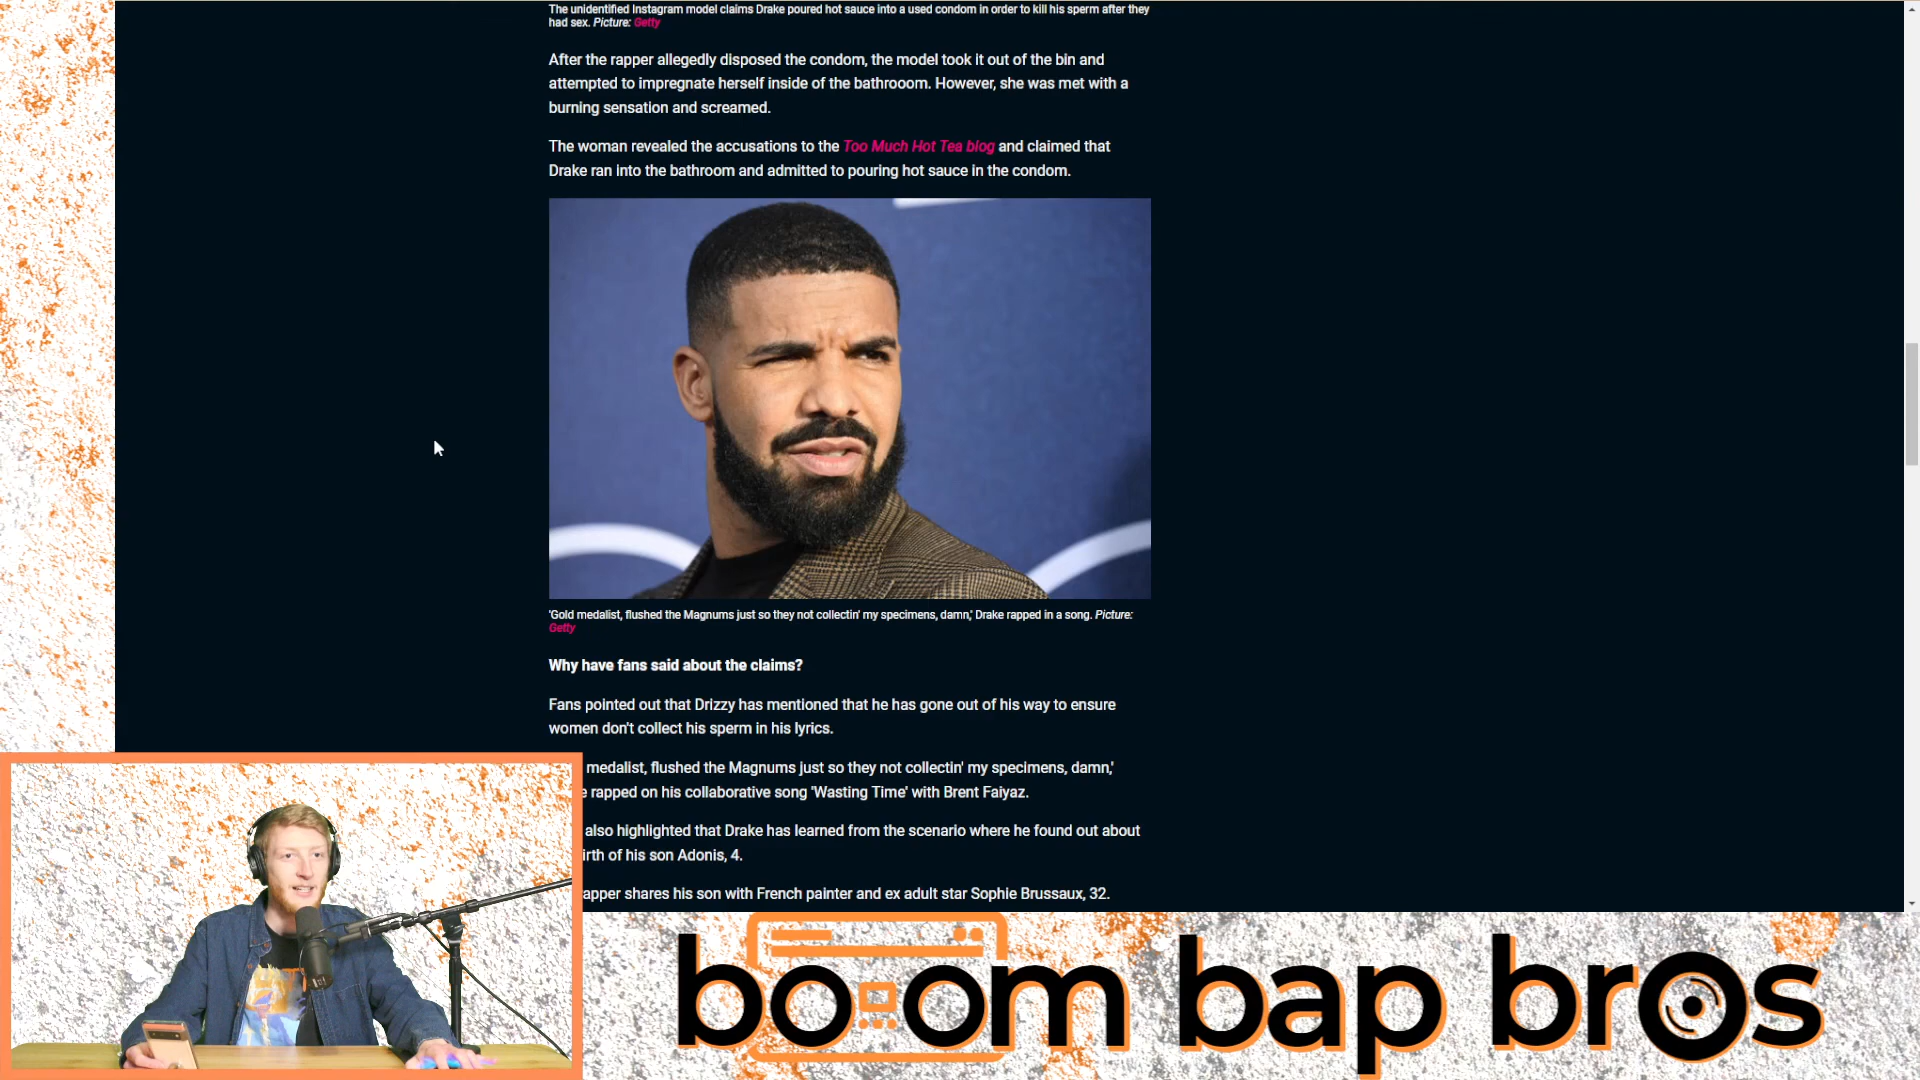 The unidentified Instagram model claims Drake poured hot sauce into a used condom in order to kill his sperm after they
had sex. Picture: Getty
After the rapper allegedly disposed the condom, the model took it out of the bin and
attempted to impregnate herself inside of the bathrooom. However, she was met with a
burning sensation and screamed.
The woman revealed the accusations to the Too Much Hot Tea blog and claimed that
Drake ran into the bathroom and admitted to pouring hot sauce in the condom.
'Gold medalist, flushed the Magnums just so they not collectin' my specimens, damn,' Drake rapped in a song. Picture:
Getty
Why have fans said about the claims?
Fans pointed out that Drizzy has mentioned that he has gone out of his way to ensure
women don't collect his sperm in his lyrics.
medalist, flushed the Magnums just so they not collectin' my specimens, damn,'
e rapped on his collaborative song 'Wasting Time' with Brent Faiyaz.
also highlighted that Drake has learned from the scenario where he found out about
irth of his son Adonis, 4.
apper shares his son with French painter and ex adult star Sophie Brussaux, 32.
boom bap bros